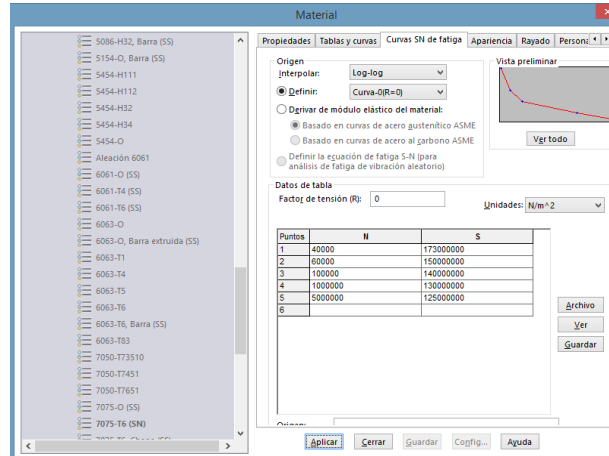 Material
5086-H32, Barra (SS)
5154-O, Barra (SS)
5454-H111
5454-H112
5454-H32
5454-H34
5454-O
Aleación 6061
6061-O (SS)
6061-T4 (SS)
6061-T6 (SS)
6063-O
6063-O, Barra extruida (SS)
6063-T1
6063-T4
6063-T5
6063-T6
6063-T6, Barra (SS)
6063-T83
7050-T73510
7050-T7451
7050-T7651
7075-O (SS)
7075-T6 (SN)
Propiedades Tablas y curvas Curvas SN de fatiga Apariencia Rayado Persona
Origen
Interpolar: Log-log
Definir: Curva-0(R=0)
Derivar de módulo elástico del material:
Basado en curvas de acero austenítico ASME
Basado en curvas de acero al carbono ASME
Definir la ecuación de fatiga S-N (para
análisis de fatiga de vibración aleatorio)
Vista preliminar
Ver todo
Datos de tabla
Factor de tensión (R): 0
Unidades: N/m^2
Puntos N S
1 40000 173000000
2 60000 150000000
3 100000 140000000
4 1000000 130000000
5 5000000 125000000
6
Archivo
Ver
Guardar
Aplicar Cerrar Guardar Config... Ayuda